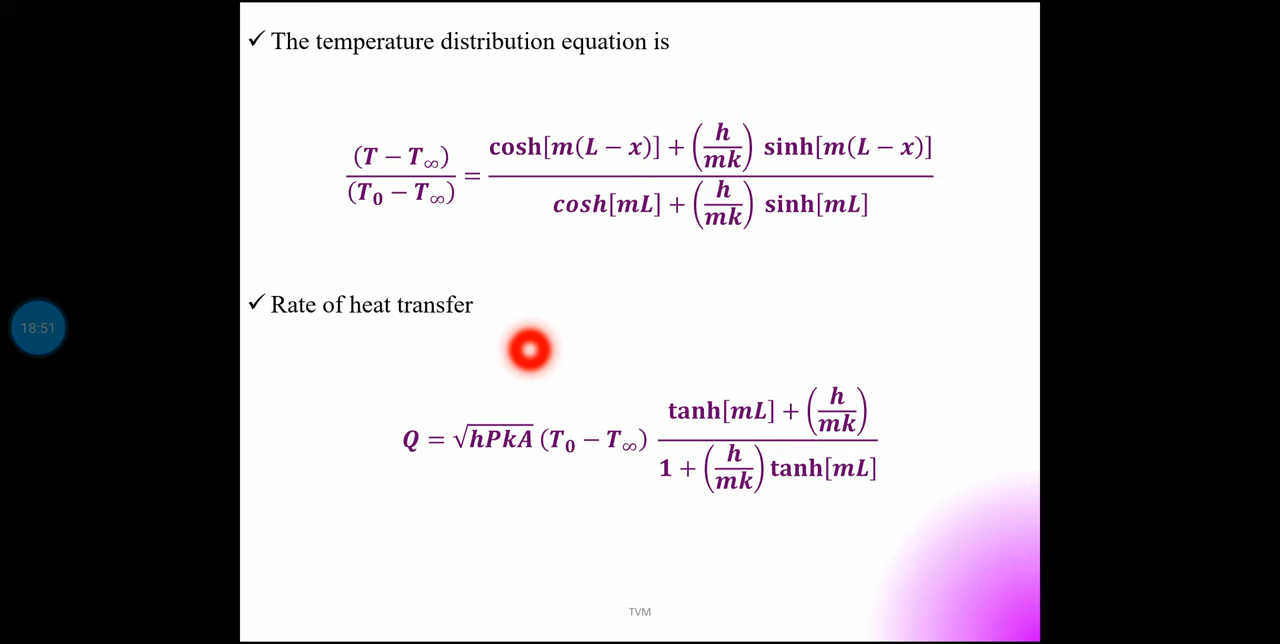 ✓ The temperature distribution equation is
(T − T∞) / (T₀ − T∞) = cosh[m(L − x)] + (h/mk) sinh[m(L − x)] / cosh[mL] + (h/mk) sinh[mL]
✓ Rate of heat transfer
18:51
Q = √hPkA (T₀ − T∞) tanh[mL] + (h/mk) / 1 + (h/mk) tanh[mL]
TVM